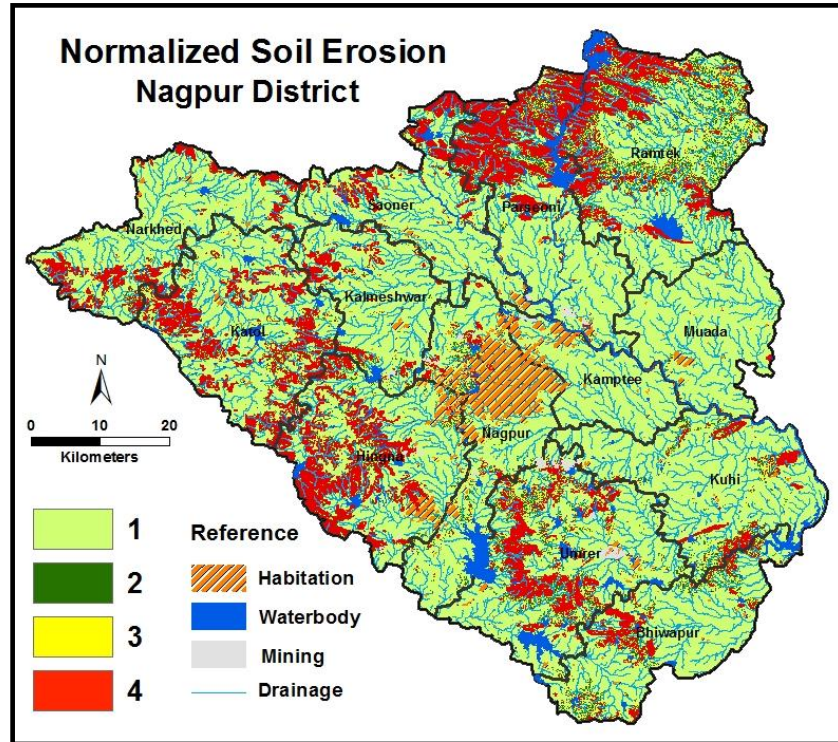 Normalized Soil Erosion
Nagpur District
Ramtek
Saoner
Parseoni
Narkhed
Kalmeshwar
Katol
Muada
Kamptee
Nagpur
Hingna
Kuhi
Umrer
Bhiwapur
N
0 10 20
Kilometers
1
2
3
4
Reference
Habitation
Waterbody
Mining
Drainage